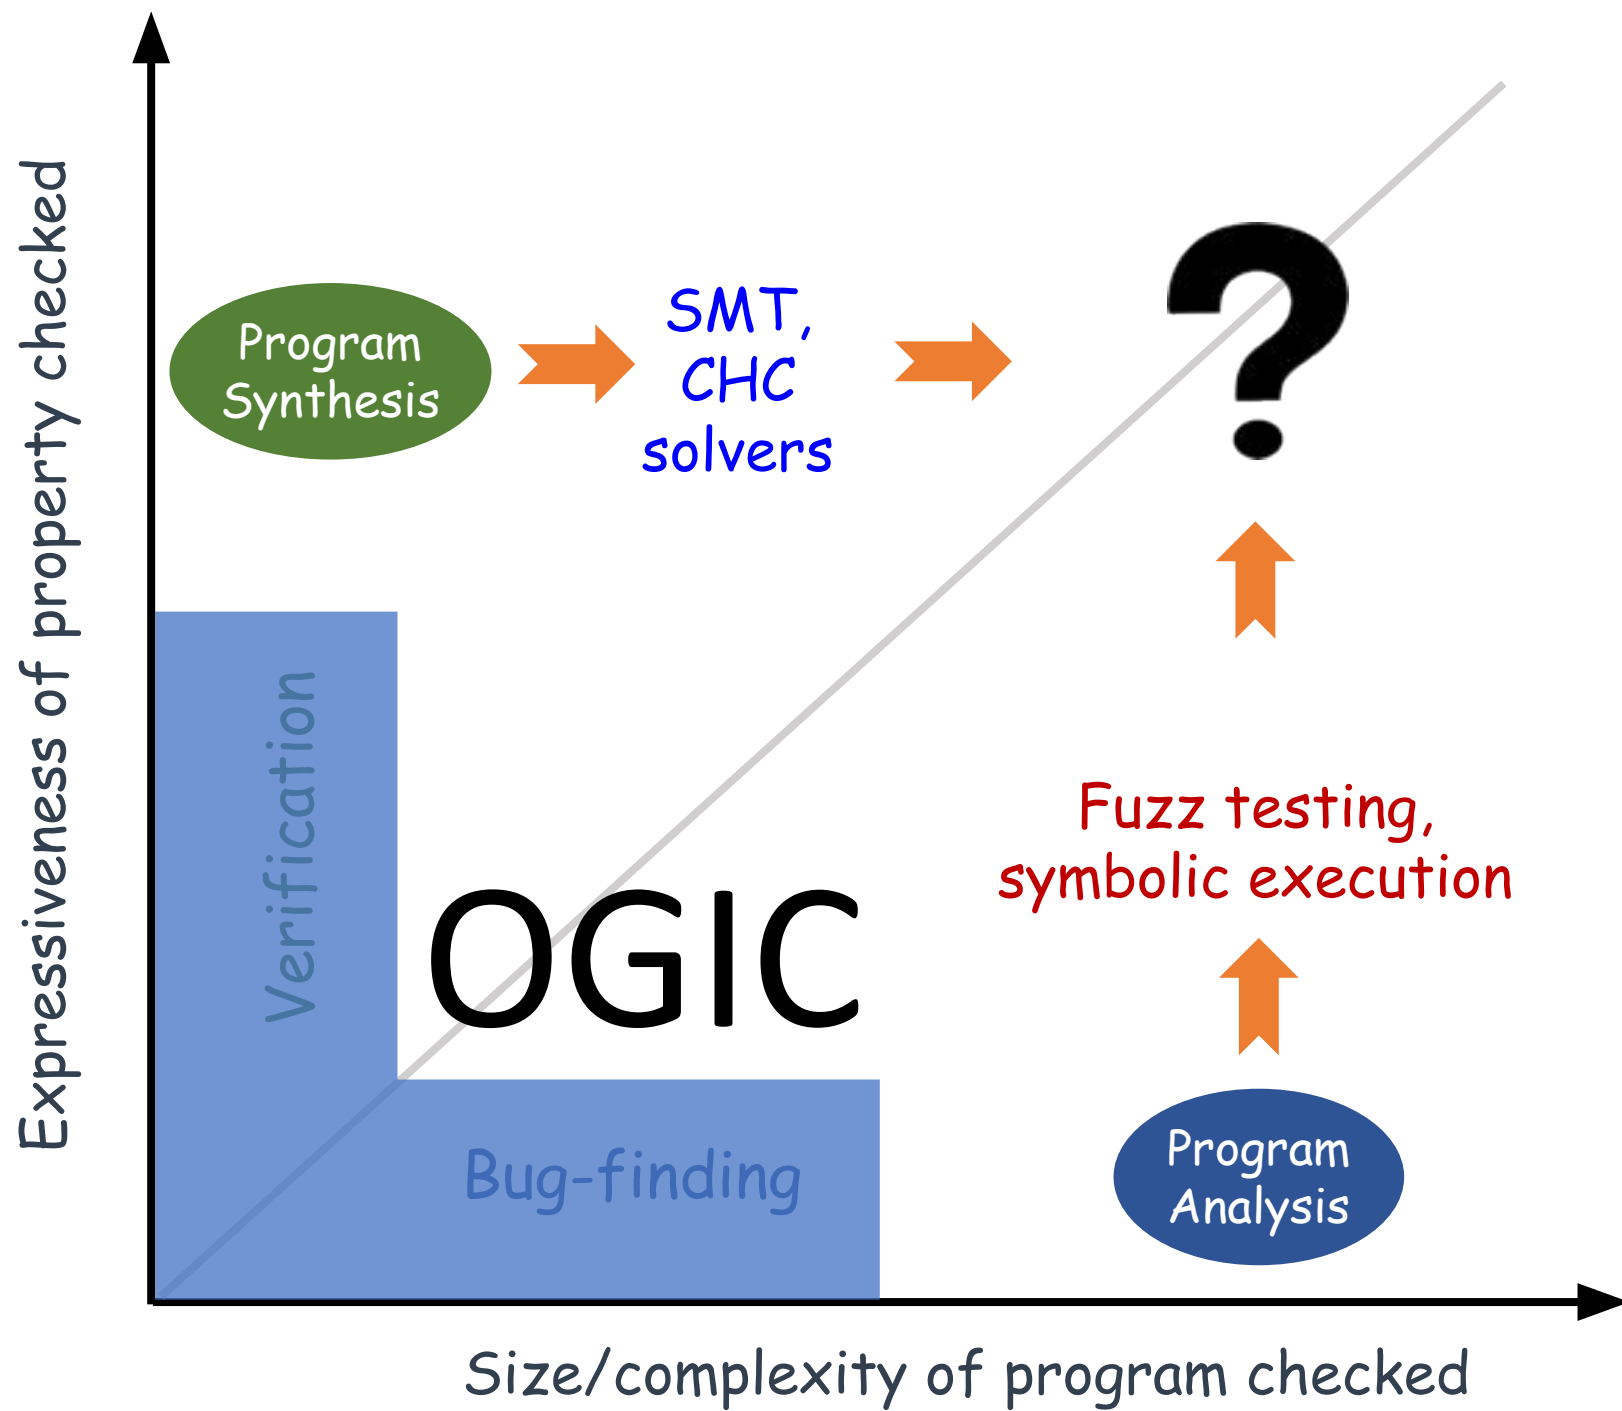 Expressiveness of property checked
Program
Synthesis
SMT,
CHC
solvers
?
Verification
OGIC
Fuzz testing,
symbolic execution
Bug-finding
Program
Analysis
Size/complexity of program checked